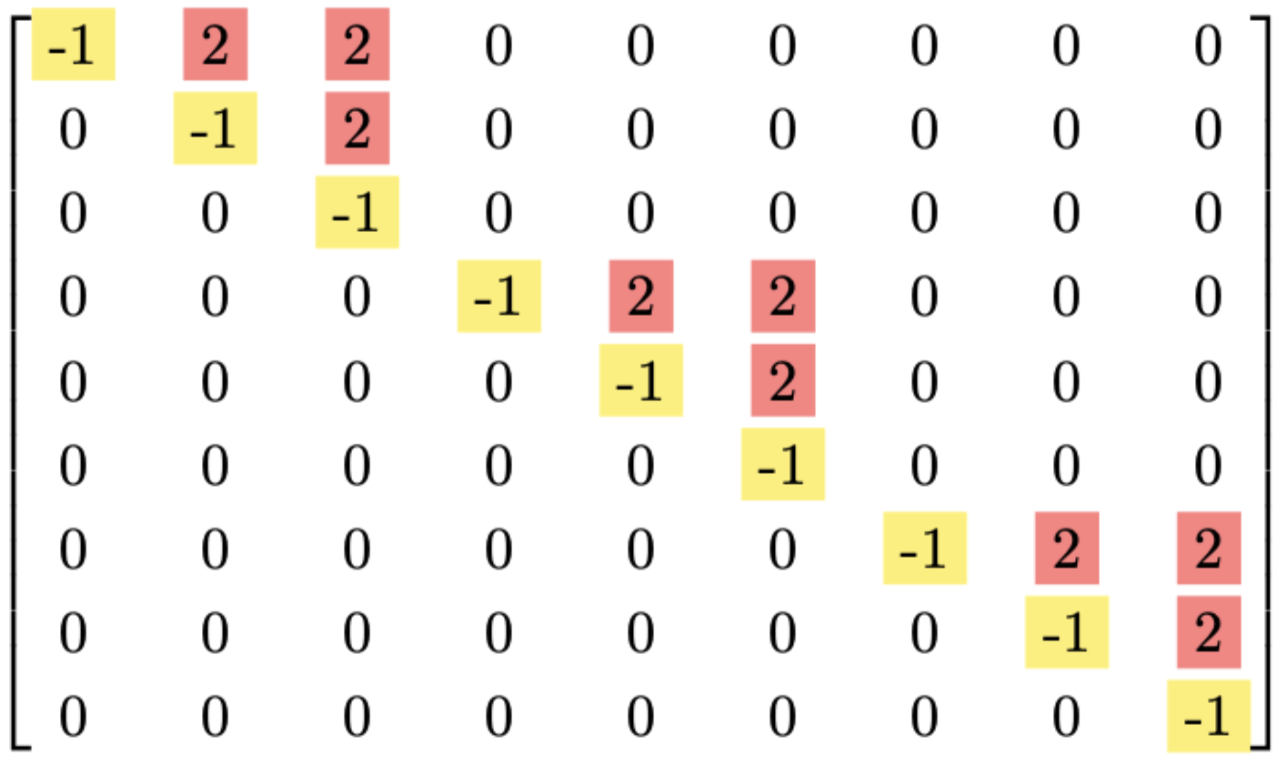 -1 2 2 0 0 0 0 0 0
0 -1 2 0 0 0 0 0 0
0 0 -1 0 0 0 0 0 0
0 0 0 -1 2 2 0 0 0
0 0 0 0 -1 2 0 0 0
0 0 0 0 0 -1 0 0 0
0 0 0 0 0 0 -1 2 2
0 0 0 0 0 0 0 -1 2
0 0 0 0 0 0 0 0 -1